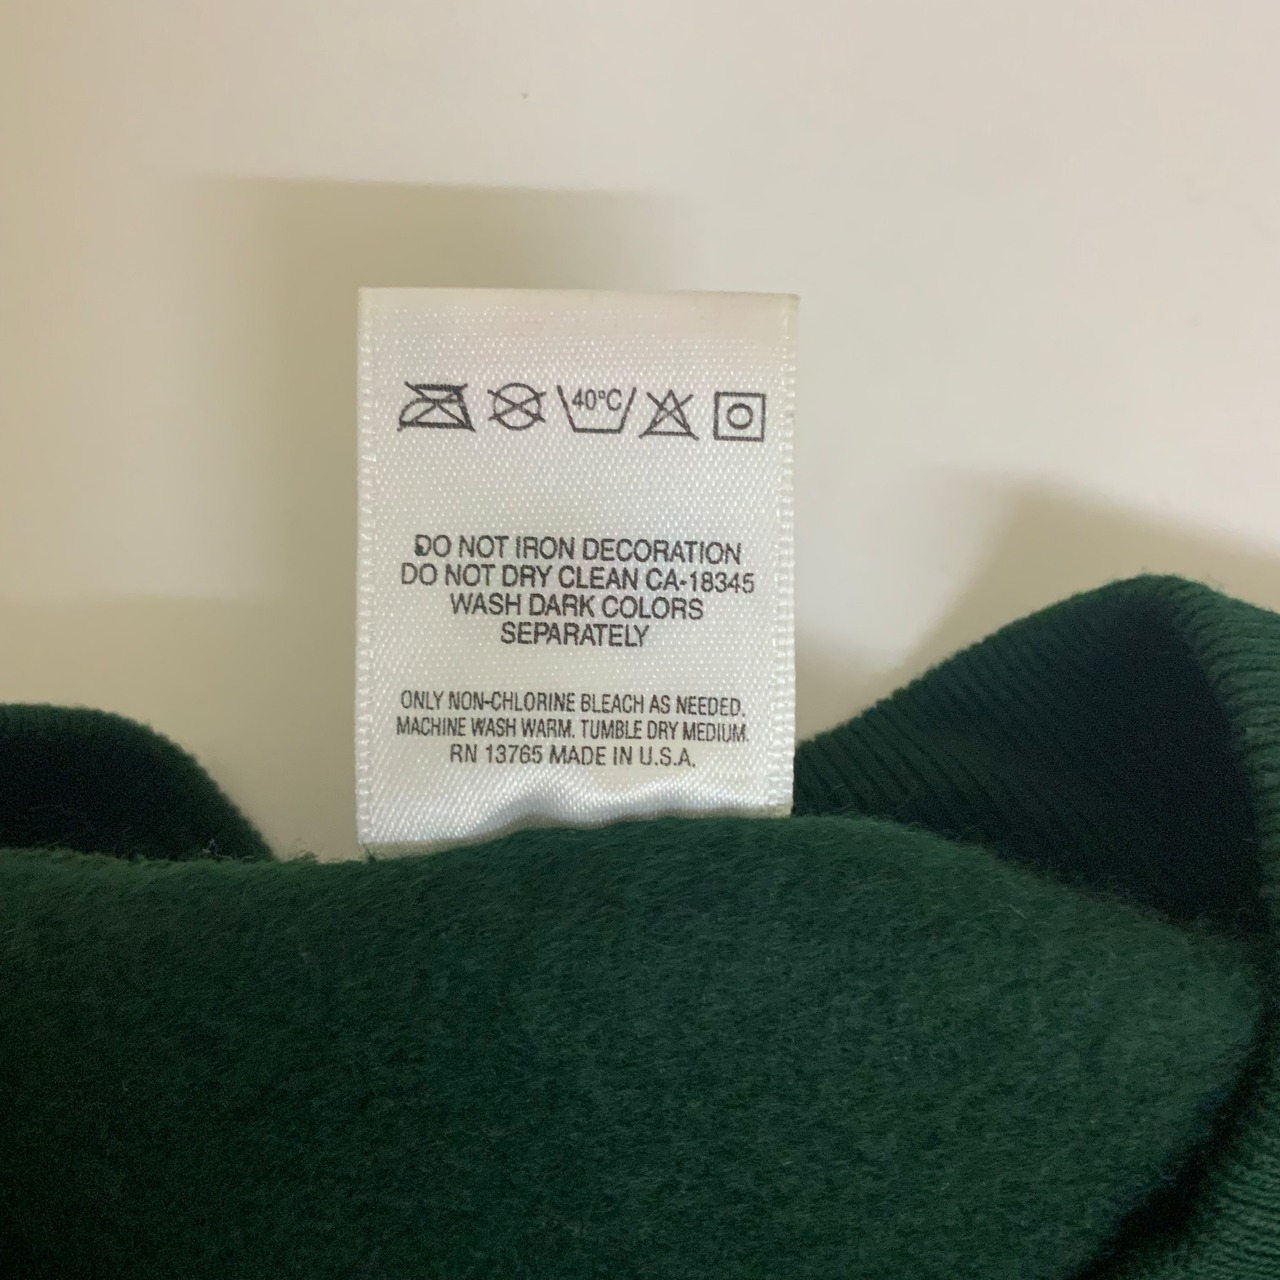 40°C
DO NOT IRON DECORATION
DO NOT DRY CLEAN CA-18345
WASH DARK COLORS
SEPARATELY
ONLY NON-CHLORINE BLEACH AS NEEDED.
MACHINE WASH WARM. TUMBLE DRY MEDIUM.
RN 13765 MADE IN U.S.A.